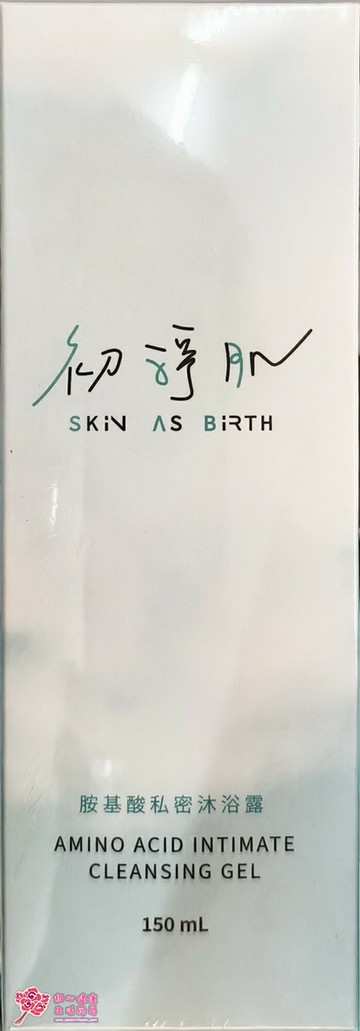 初淨肌
SKIN AS BIRTH
胺基酸私密沐浴露
AMINO ACID INTIMATE
CLEANSING GEL
150 mL